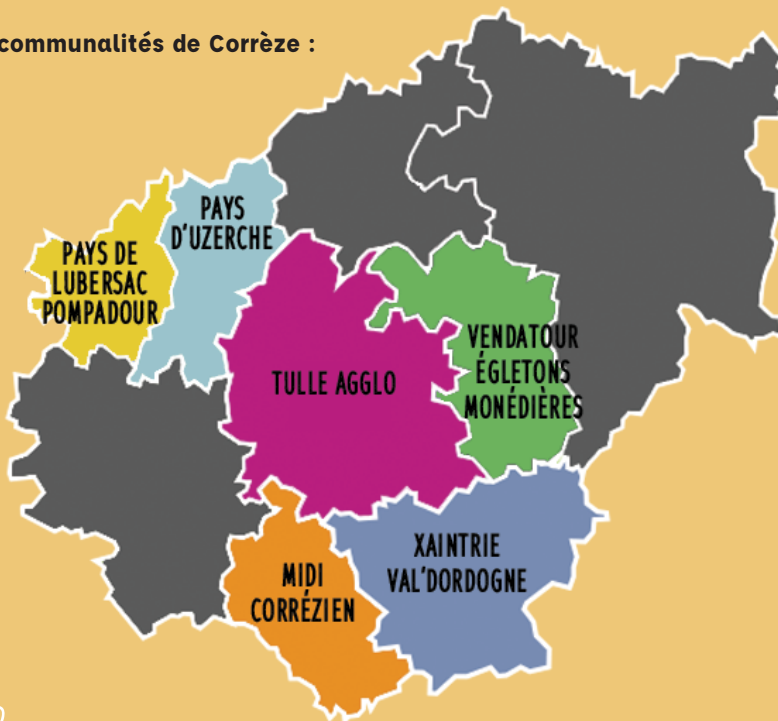 communalités de Corrèze :
PAYS
D'UZERCHE
PAYS DE
LUBERSAC
POMPADOUR
VENDATOUR
ÉGLETONS
MONÉDIÈRES
TULLE AGGLO
XAINTRIE
VAL'DORDOGNE
MIDI
CORRÉZIEN